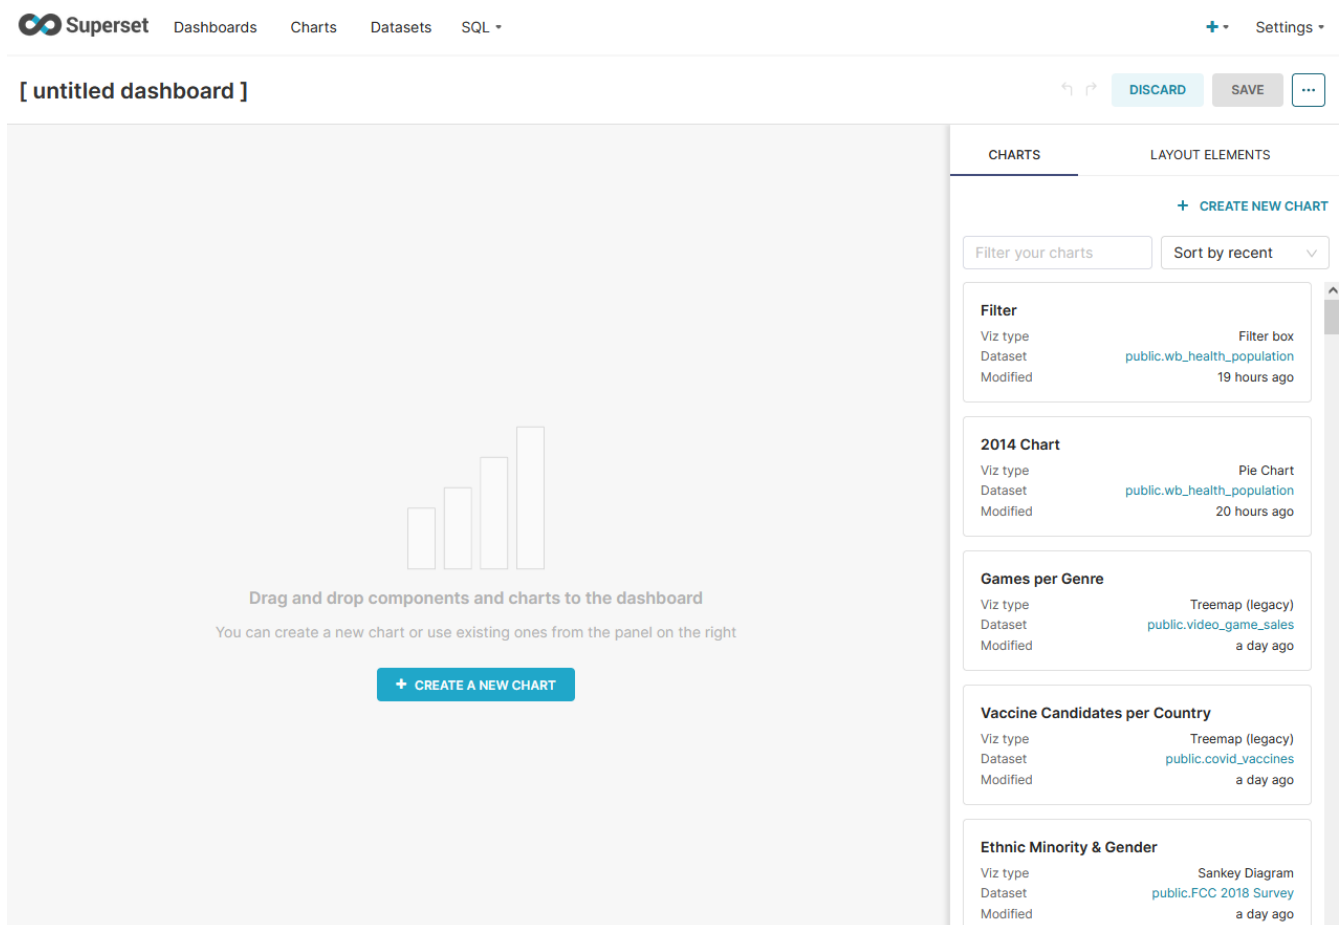 Superset Dashboards Charts Datasets SQL + Settings
[ untitled dashboard ] DISCARD SAVE ...
CHARTS LAYOUT ELEMENTS
+ CREATE NEW CHART
Filter your charts Sort by recent
Filter
Viz type Filter box
Dataset public.wb_health_population
Modified 19 hours ago
2014 Chart
Viz type Pie Chart
Dataset public.wb_health_population
Modified 20 hours ago
Games per Genre
Viz type Treemap (legacy)
Dataset public.video_game_sales
Modified a day ago
Vaccine Candidates per Country
Viz type Treemap (legacy)
Dataset public.covid_vaccines
Modified a day ago
Ethnic Minority & Gender
Viz type Sankey Diagram
Dataset public.FCC 2018 Survey
Modified a day ago
Drag and drop components and charts to the dashboard
You can create a new chart or use existing ones from the panel on the right
+ CREATE A NEW CHART